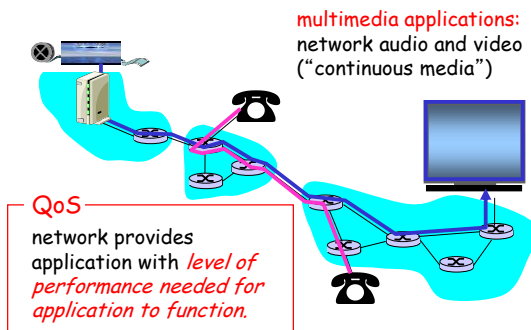 multimedia applications:
network audio and video
(“continuous media”)
QoS
network provides
application with level of
performance needed for
application to function.